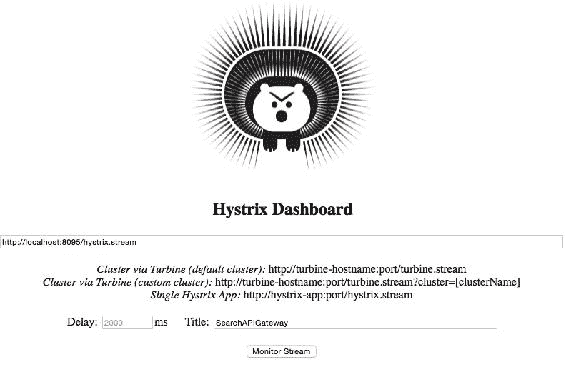 Hystrix Dashboard
http://localhost:8095/hystrix.stream
Cluster via Turbine (default cluster): http://turbine-hostname:port/turbine.stream
Cluster via Turbine (custom cluster): http://turbine-hostname:port/turbine.stream?cluster=[clusterName]
Single Hystrix App: http://hystrix-app:port/hystrix.stream
Delay: 2000 ms Title: SearchAPIGateway
Monitor Stream